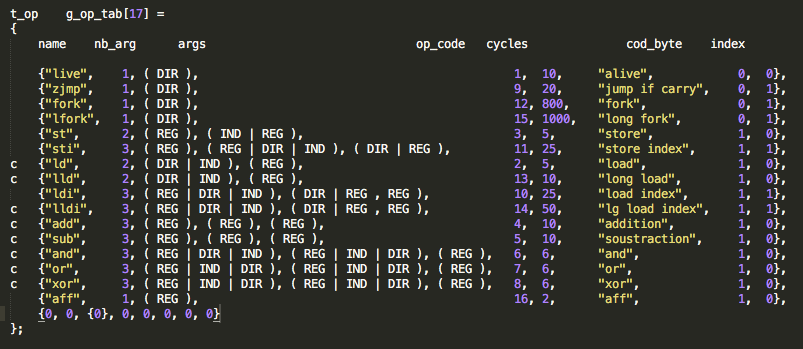 t_op    g_op_tab[17] =
{
    name    nb_arg      args                              op_code   cycles              cod_byte    index
    {"live",    1, ( DIR ),                                             1,  10,     "alive",            0,  0},
    {"zjmp",    1, ( DIR ),                                             9,  20,     "jump if carry",    0,  1},
    {"fork",    1, ( DIR ),                                             12, 800,    "fork",             0,  1},
    {"lfork",   1, ( DIR ),                                             15, 1000,   "long fork",        0,  1},
    {"st",      2, ( REG ), ( IND | REG ),                              3,  5,      "store",            1,  0},
    {"sti",     3, ( REG ), ( REG | DIR | IND ), ( DIR | REG ),         11, 25,     "store index",      1,  1},
c   {"ld",      2, ( DIR | IND ), ( REG ),                              2,  5,      "load",             1,  0},
c   {"lld",     2, ( DIR | IND ), ( REG ),                              13, 10,     "long load",        1,  0},
    {"ldi",     3, ( REG | DIR | IND ), ( DIR | REG , REG ),            10, 25,     "load index",       1,  1},
c   {"lldi",    3, ( REG | DIR | IND ), ( DIR | REG , REG ),            14, 50,     "lg load index",    1,  1},
c   {"add",     3, ( REG ), ( REG ), ( REG ),                           4,  10,     "addition",         1,  0},
c   {"sub",     3, ( REG ), ( REG ), ( REG ),                           5,  10,     "soustraction",     1,  0},
c   {"and",     3, ( REG | DIR | IND ), ( REG | IND | DIR ), ( REG ),   6,  6,      "and",              1,  0},
c   {"or",      3, ( REG | IND | DIR ), ( REG | IND | DIR ), ( REG ),   7,  6,      "or",               1,  0},
c   {"xor",     3, ( REG | IND | DIR ), ( REG | IND | DIR ), ( REG ),   8,  6,      "xor",              1,  0},
    {"aff",     1, ( REG ),                                             16, 2,      "aff",              1,  0},
    {0, 0, {0}, 0, 0, 0, 0, 0}
};